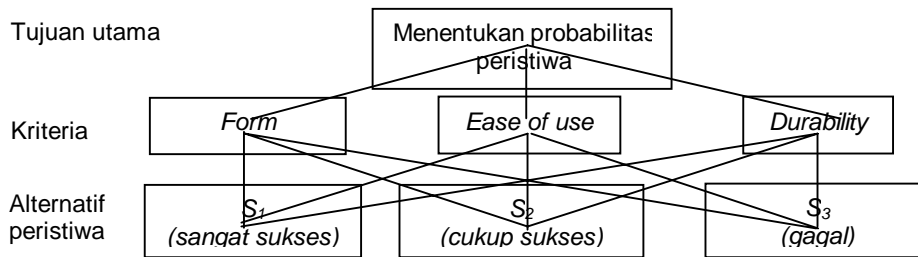 Tujuan utama
Menentukan probabilitas
peristiwa
Kriteria
Form
Ease of use
Durability
Alternatif
peristiwa
S1
(sangat sukses)
S2
(cukup sukses)
S3
(gagal)